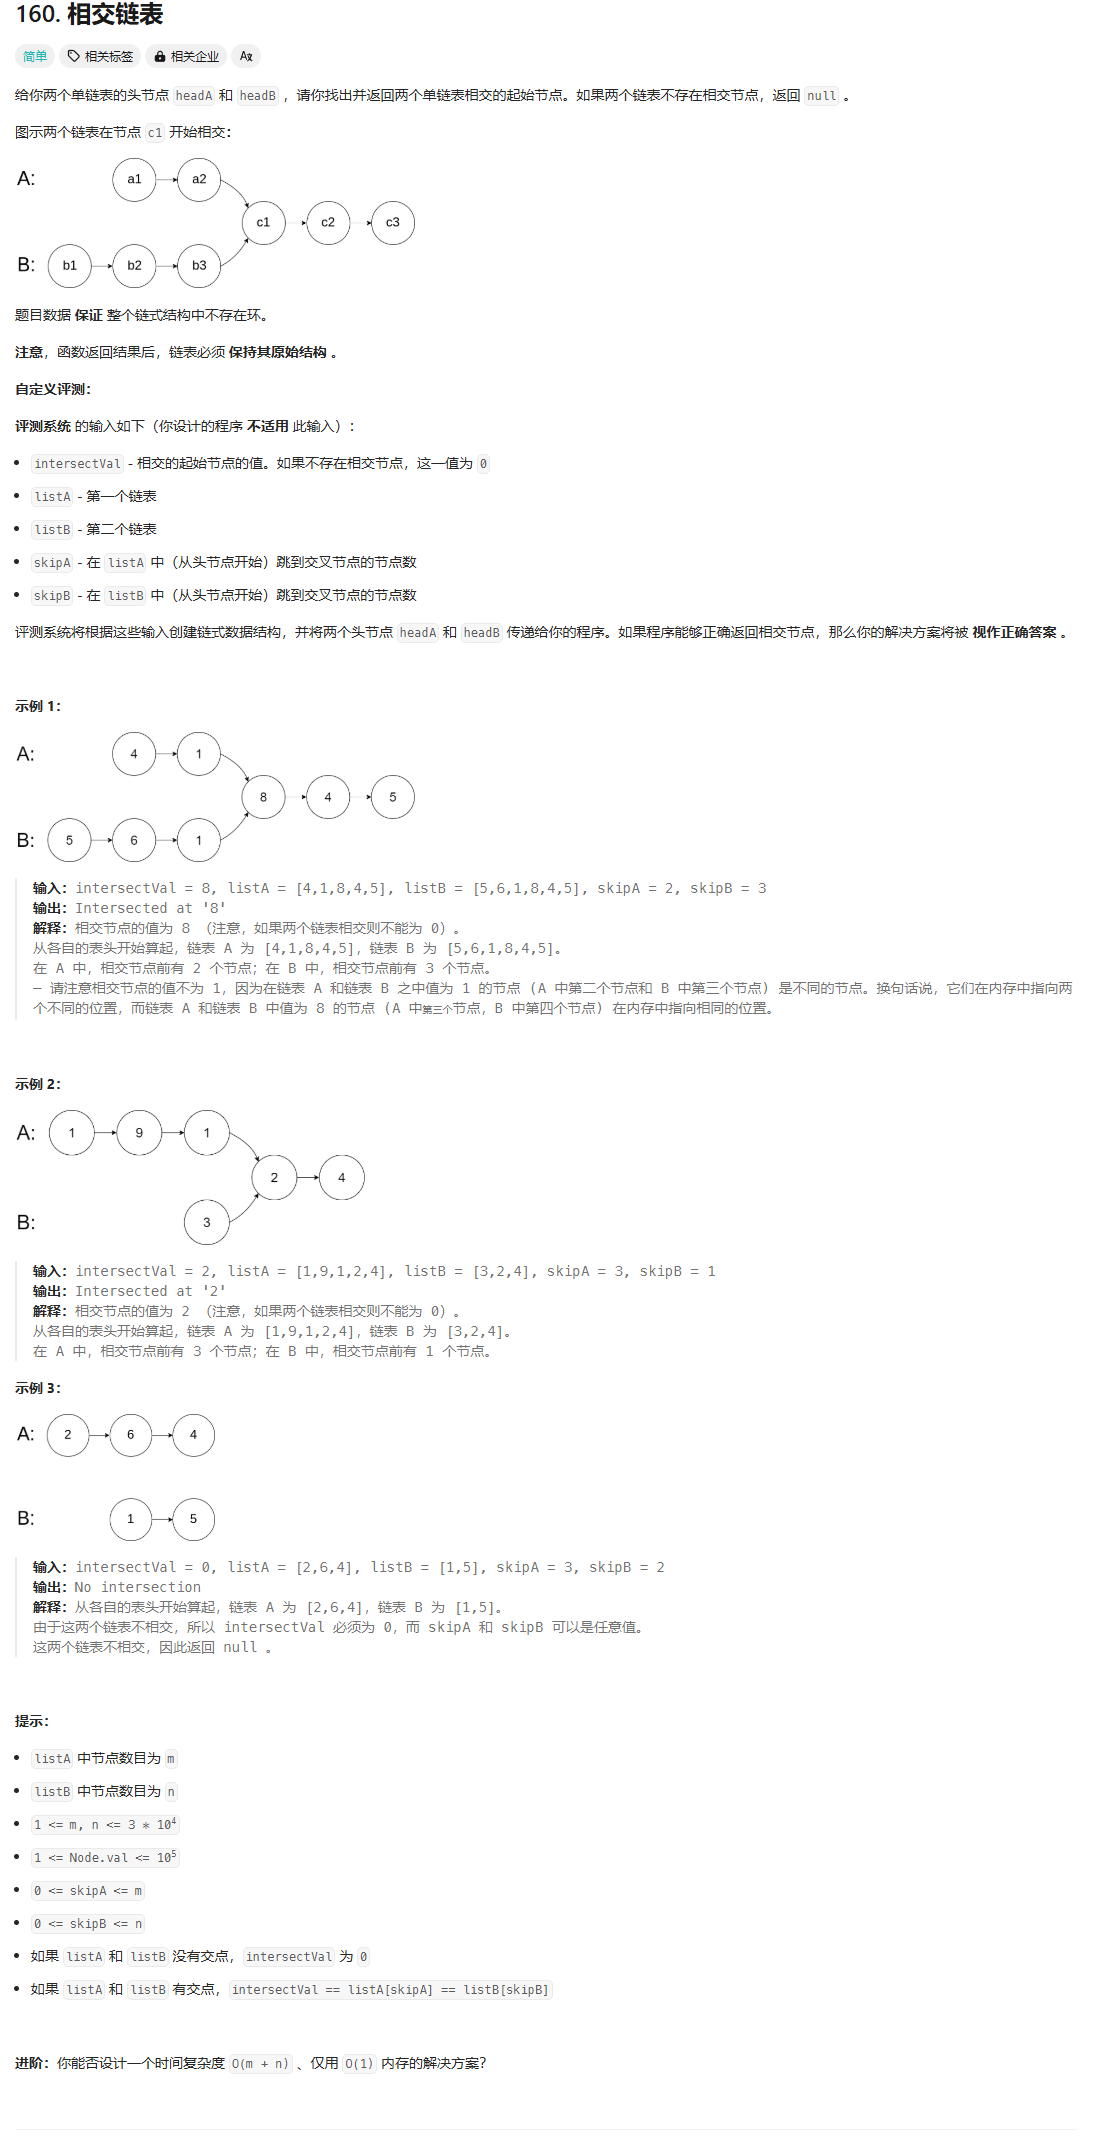 160. 相交链表
简单 相关标签 相关企业 Aあ
给你两个单链表的头节点 headA 和 headB ，请你找出并返回两个单链表相交的起始节点。如果两个链表不存在相交节点，返回 null 。
图示两个链表在节点 c1 开始相交：
A: a1 a2
c1 c2 c3
B: b1 b2 b3
题目数据 保证 整个链式结构中不存在环。
注意，函数返回结果后，链表必须 保持其原始结构 。
自定义评测：
评测系统 的输入如下（你设计的程序 不适用 此输入）：
• intersectVal - 相交的起始节点的值。如果不存在相交节点，这一值为 0
• listA - 第一个链表
• listB - 第二个链表
• skipA - 在 listA 中（从头节点开始）跳到交叉节点的节点数
• skipB - 在 listB 中（从头节点开始）跳到交叉节点的节点数
评测系统将根据这些输入创建链式数据结构，并将两个头节点 headA 和 headB 传递给你的程序。如果程序能够正确返回相交节点，那么你的解决方案将被 视作正确答案 。
示例 1：
A: 4 1
8 4 5
B: 5 6 1
输入：intersectVal = 8, listA = [4,1,8,4,5], listB = [5,6,1,8,4,5], skipA = 2, skipB = 3
输出：Intersected at '8'
解释：相交节点的值为 8 （注意，如果两个链表相交则不能为 0）。
从各自的表头开始算起，链表 A 为 [4,1,8,4,5]，链表 B 为 [5,6,1,8,4,5]。
在 A 中，相交节点前有 2 个节点；在 B 中，相交节点前有 3 个节点。
— 请注意相交节点的值不为 1，因为在链表 A 和链表 B 之中值为 1 的节点 (A 中第二个节点和 B 中第三个节点) 是不同的节点。换句话说，它们在内存中指向两
个不同的位置，而链表 A 和链表 B 中值为 8 的节点 (A 中第三个节点，B 中第四个节点) 在内存中指向相同的位置。
示例 2：
A: 1 9 1
2 4
B: 3
输入：intersectVal = 2, listA = [1,9,1,2,4], listB = [3,2,4], skipA = 3, skipB = 1
输出：Intersected at '2'
解释：相交节点的值为 2 （注意，如果两个链表相交则不能为 0）。
从各自的表头开始算起，链表 A 为 [1,9,1,2,4]，链表 B 为 [3,2,4]。
在 A 中，相交节点前有 3 个节点；在 B 中，相交节点前有 1 个节点。
示例 3：
A: 2 6 4
B: 1 5
输入：intersectVal = 0, listA = [2,6,4], listB = [1,5], skipA = 3, skipB = 2
输出：No intersection
解释：从各自的表头开始算起，链表 A 为 [2,6,4]，链表 B 为 [1,5]。
由于这两个链表不相交，所以 intersectVal 必须为 0，而 skipA 和 skipB 可以是任意值。
这两个链表不相交，因此返回 null 。
提示：
• listA 中节点数目为 m
• listB 中节点数目为 n
• 1 <= m, n <= 3 * 10⁴
• 1 <= Node.val <= 10⁵
• 0 <= skipA <= m
• 0 <= skipB <= n
• 如果 listA 和 listB 没有交点，intersectVal 为 0
• 如果 listA 和 listB 有交点，intersectVal == listA[skipA] == listB[skipB]
进阶：你能否设计一个时间复杂度 O(m + n) 、仅用 O(1) 内存的解决方案？